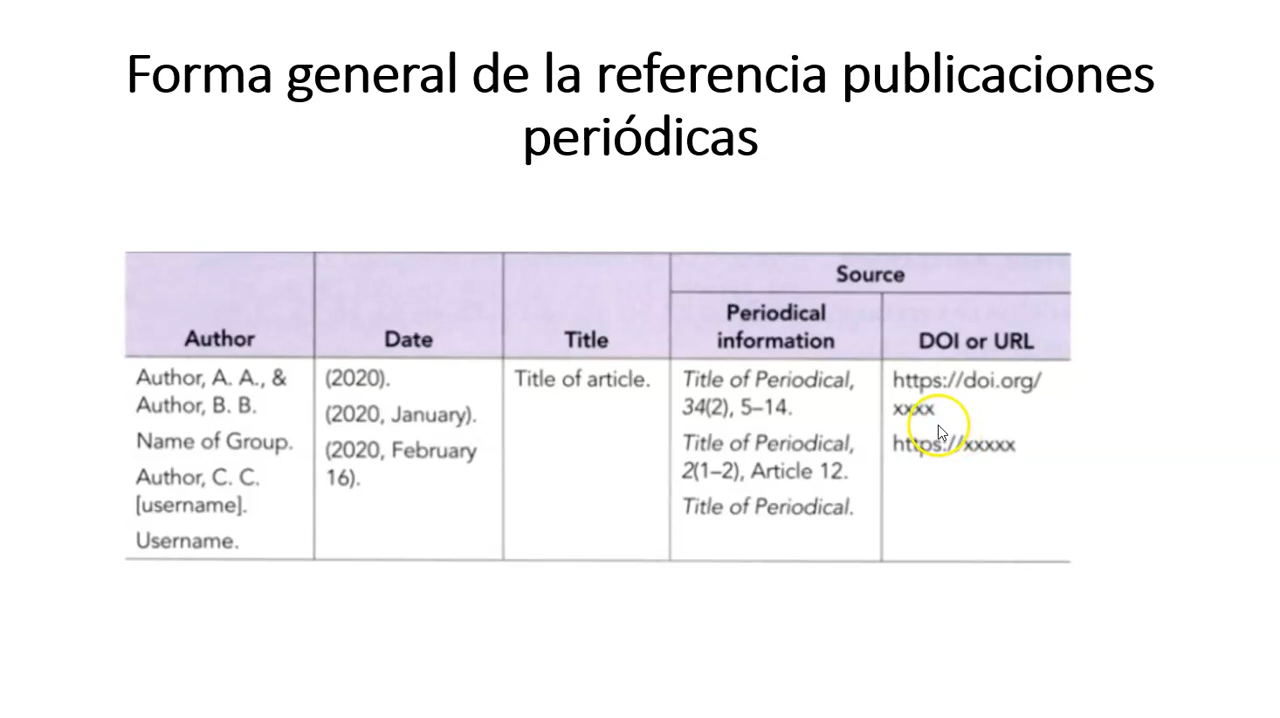 Forma general de la referencia publicaciones
periódicas
Source
Author
Date
Title
Periodical
information
DOI or URL
Author, A. A., &
Author, B. B.
Name of Group.
Author, C. C.
[username].
Username.
(2020).
(2020, January).
(2020, February
16).
Title of article.
Title of Periodical,
34(2), 5–14.
Title of Periodical,
2(1–2), Article 12.
Title of Periodical.
https://doi.org/
xxxx
https://xxxxx